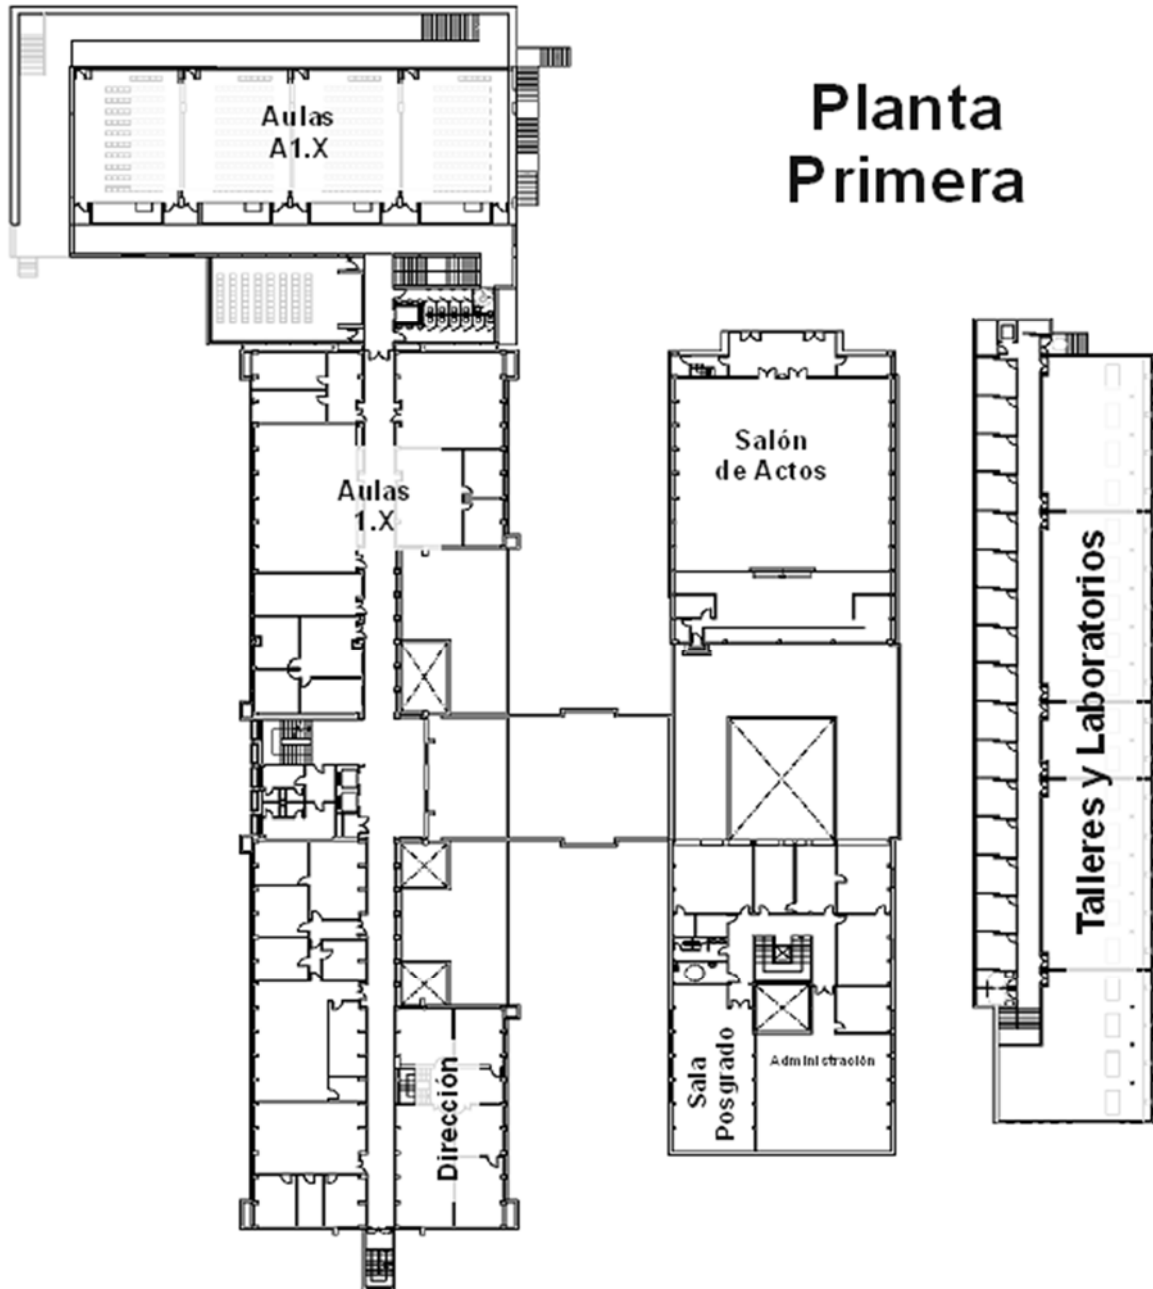 Planta
Primera
Aulas
A1.X
Salón
de Actos
Aulas
1.X
Talleres y Laboratorios
Dirección
Sala
Posgrado
Administración